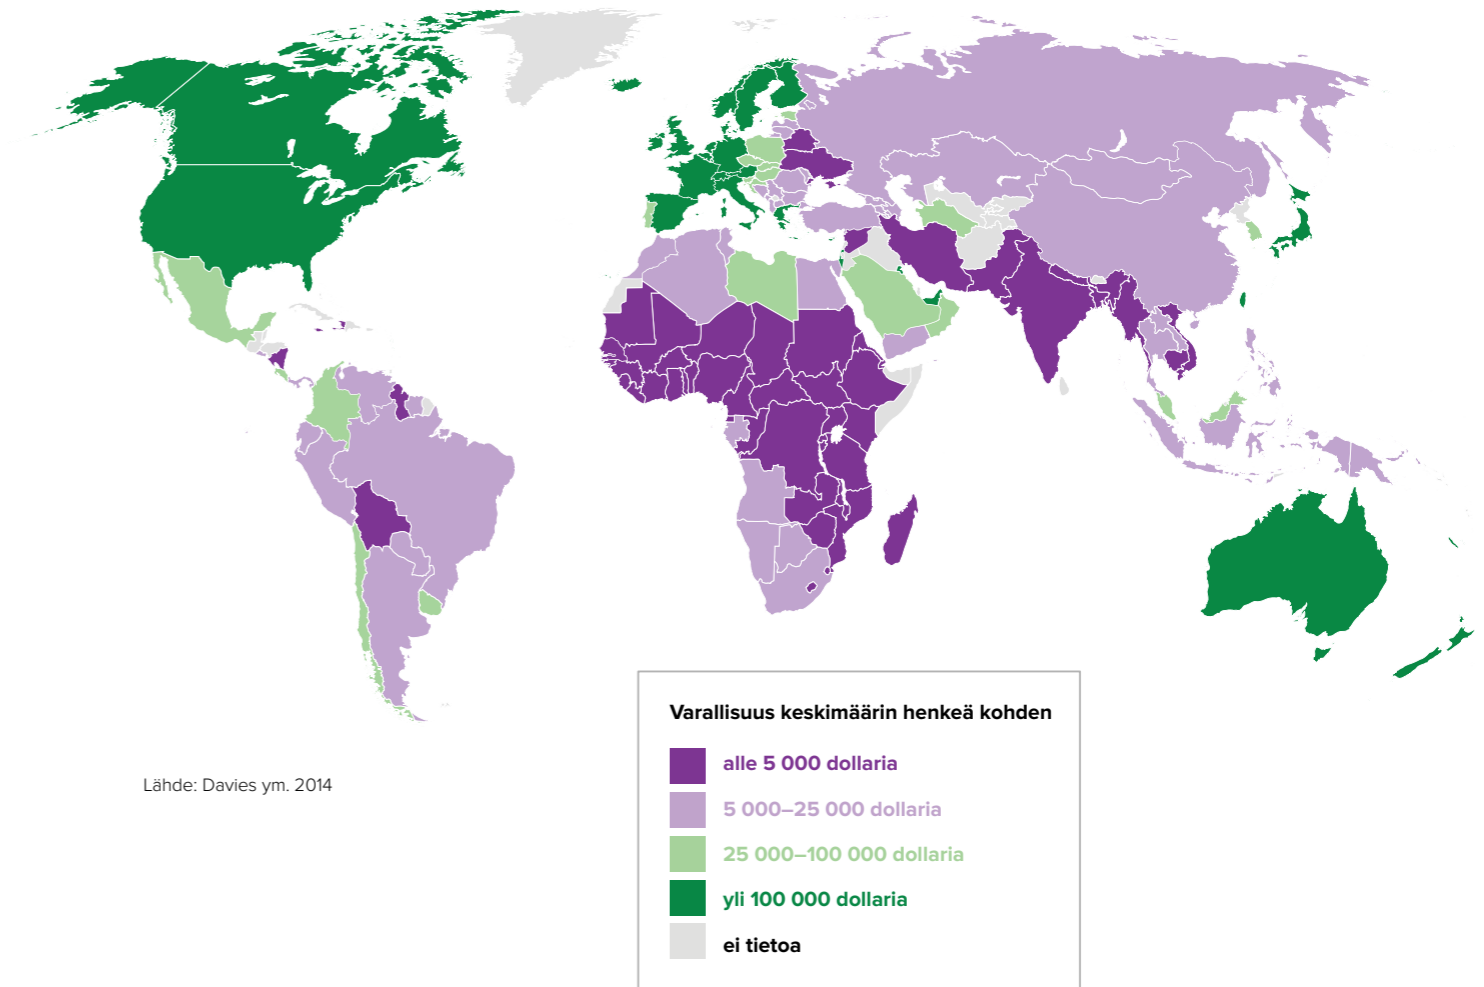 Lähde: Davies ym. 2014
Varallisuus keskimäärin henkeä kohden
alle 5 000 dollaria
5 000–25 000 dollaria
25 000–100 000 dollaria
yli 100 000 dollaria
ei tietoa